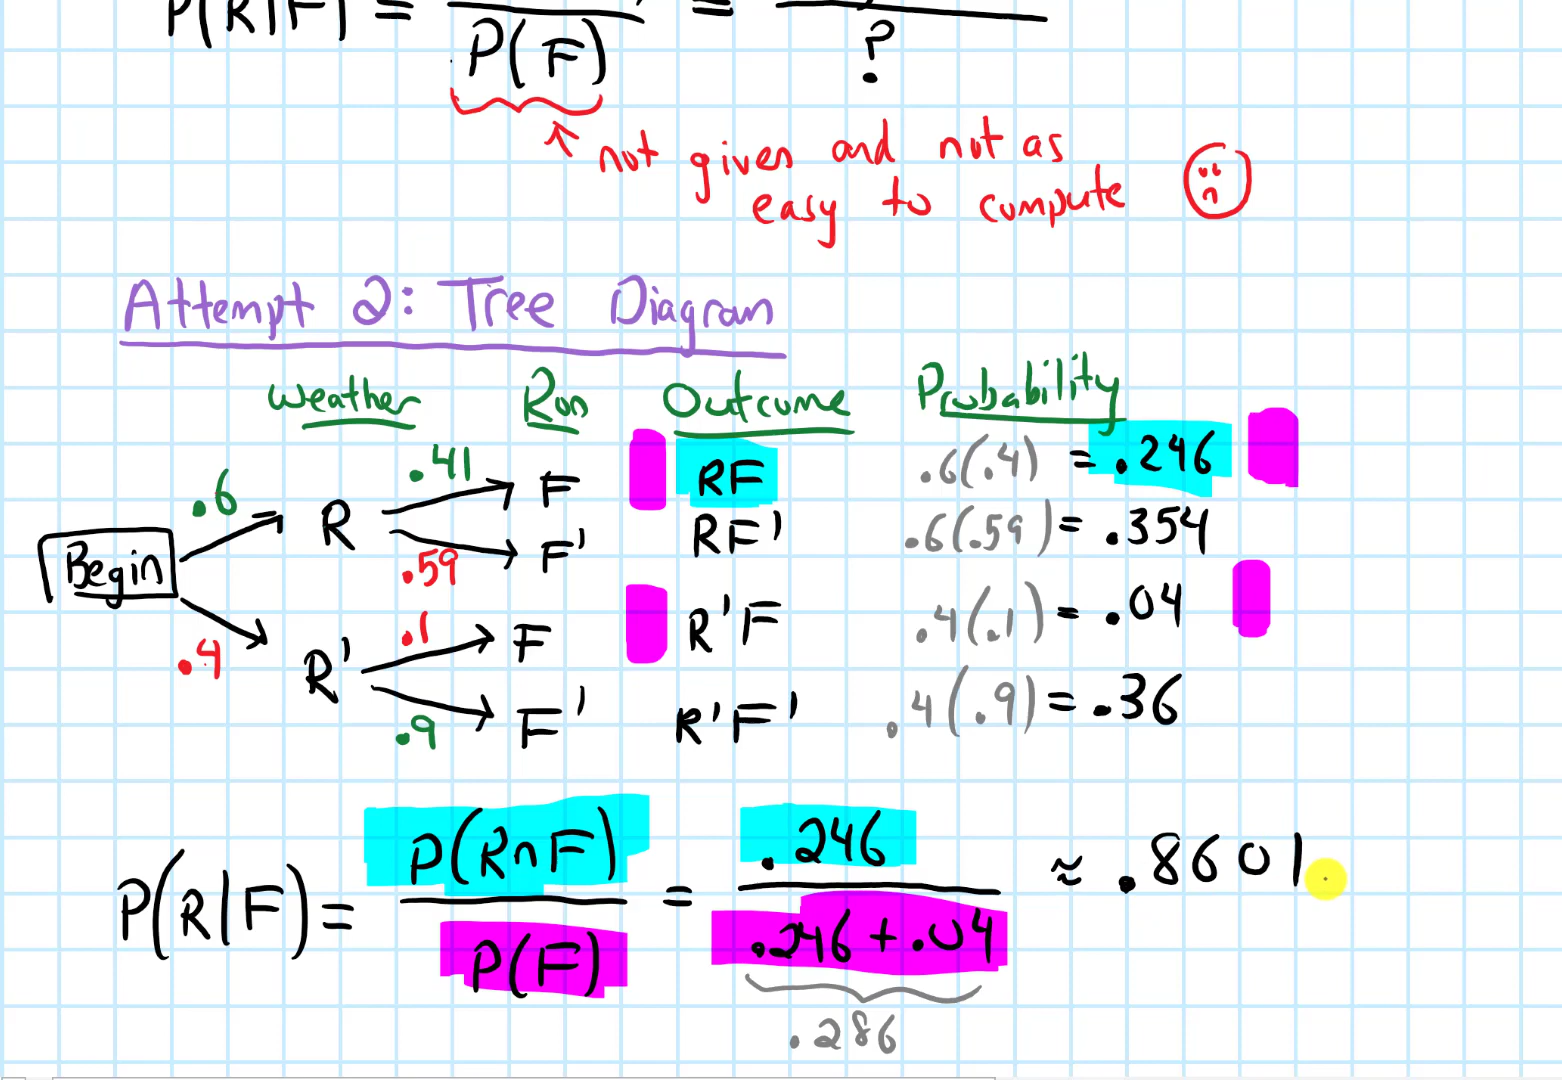 P(R|F) = P(F) = ?
not given and not as
easy to compute
Attempt 2: Tree Diagram
Weather Run Outcome Probability
.6 R .41 F RF .6(.4) = .246
.59 F' RF' .6(.59) = .354
Begin
.4 R' .1 F R'F .4(.1) = .04
.9 F' R'F' .4(.9) = .36
P(R|F) = P(R∩F) / P(F) = .246 / .246 + .04 ≈ .8601
.286